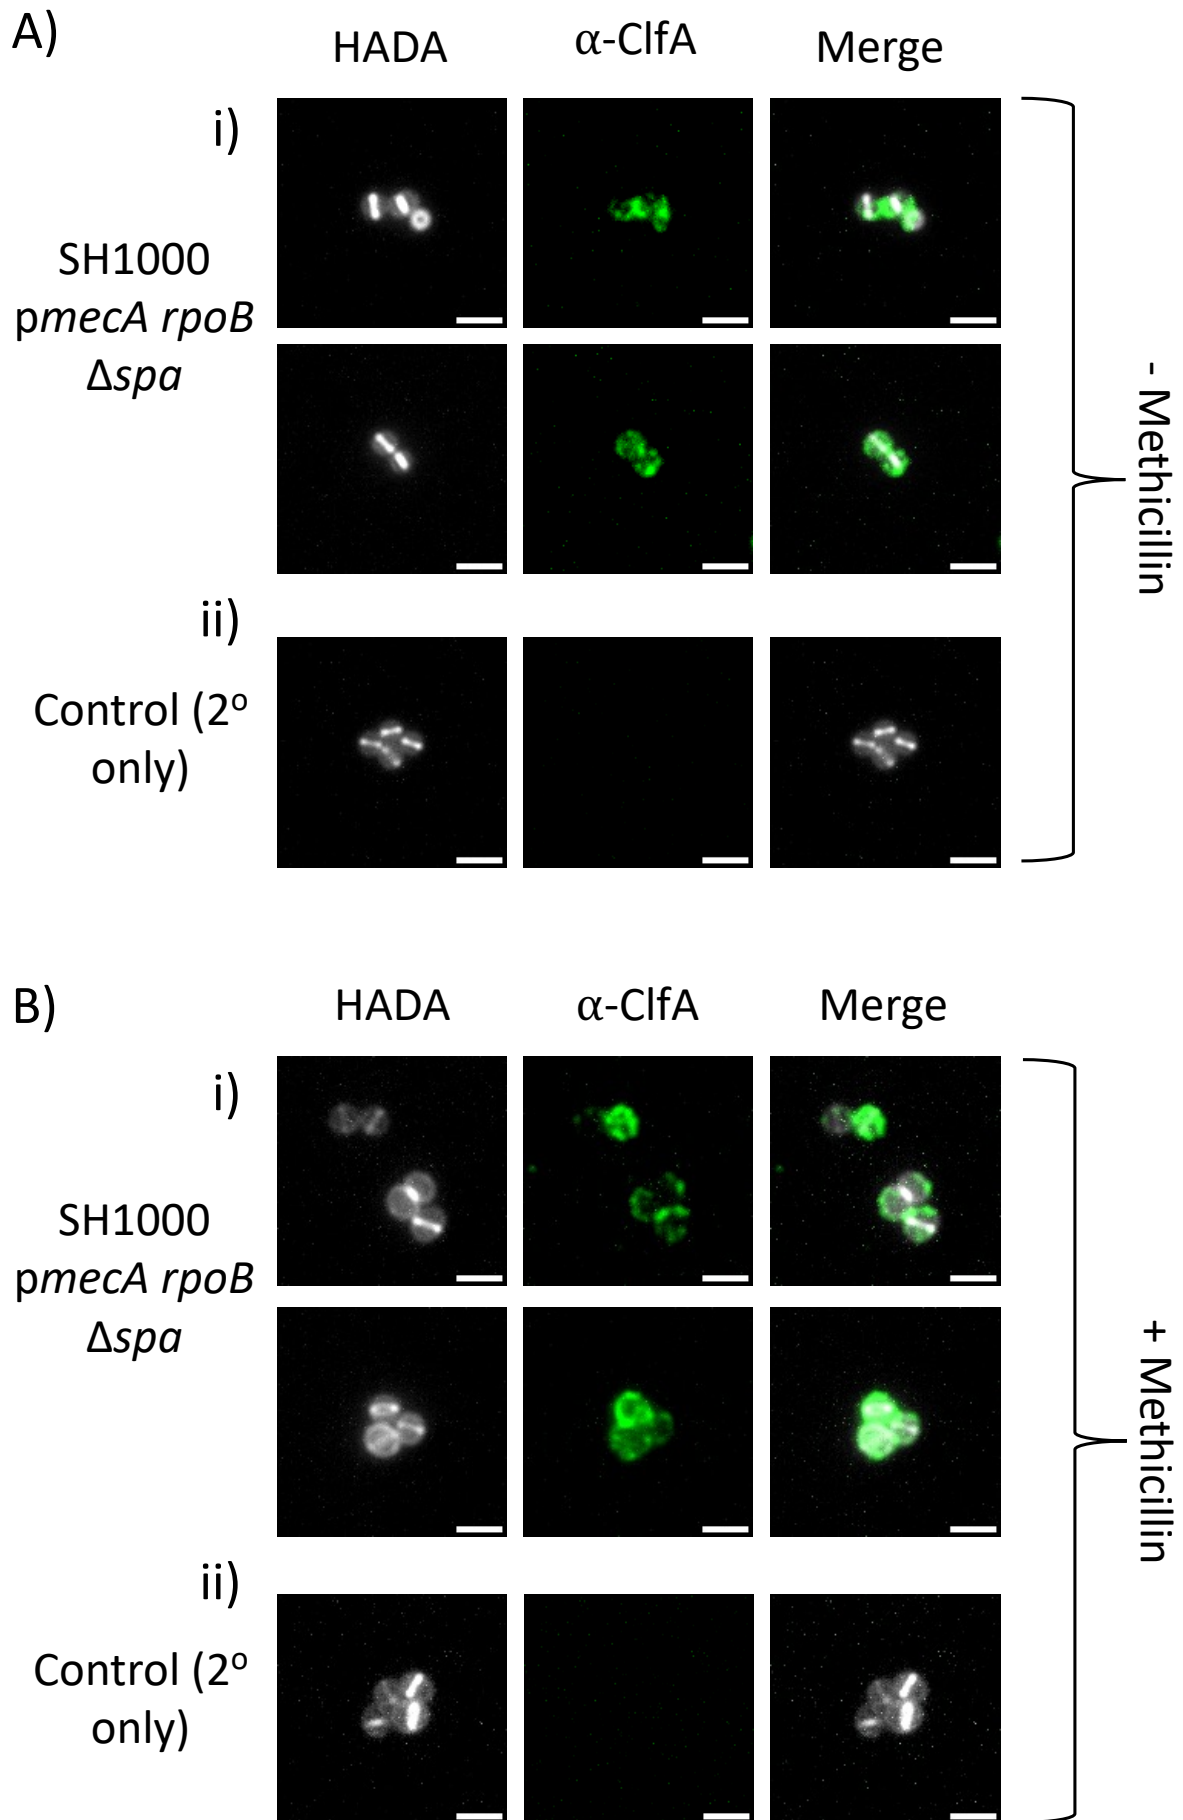 A)
HADA
α-ClfA
Merge
i)
SH1000
pmecA rpoB
Δspa
- Methicillin
ii)
Control (2º
only)
B)
HADA
α-ClfA
Merge
i)
SH1000
pmecA rpoB
Δspa
+ Methicillin
ii)
Control (2º
only)